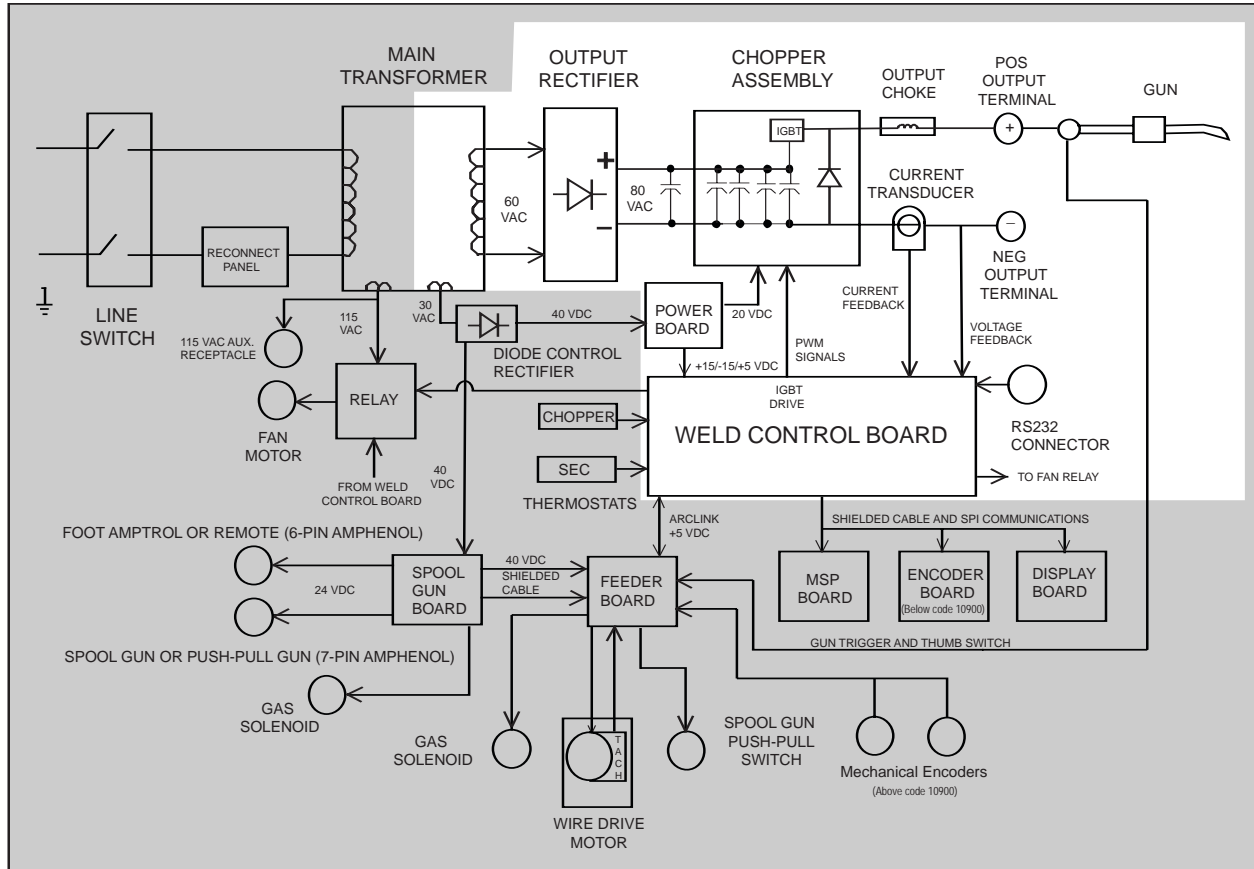 MAIN
TRANSFORMER
OUTPUT
RECTIFIER
CHOPPER
ASSEMBLY
OUTPUT
CHOKE
POS
OUTPUT
TERMINAL
GUN
IGBT
+
+
60
VAC
80
VAC
CURRENT
TRANSDUCER
−
−
NEG
OUTPUT
TERMINAL
RECONNECT
PANEL
LINE
SWITCH
115 VAC AUX.
RECEPTACLE
115
VAC
30
VAC
40 VDC
DIODE CONTROL
RECTIFIER
POWER
BOARD
20 VDC
CURRENT
FEEDBACK
VOLTAGE
FEEDBACK
PWM
SIGNALS
+15/-15/+5 VDC
RELAY
FAN
MOTOR
FROM WELD
CONTROL BOARD
40
VDC
CHOPPER
SEC
THERMOSTATS
IGBT
DRIVE
WELD CONTROL BOARD
RS232
CONNECTOR
TO FAN RELAY
ARCLINK
+5 VDC
SHIELDED CABLE AND SPI COMMUNICATIONS
FOOT AMPTROL OR REMOTE (6-PIN AMPHENOL)
24 VDC
SPOOL
GUN
BOARD
40 VDC
SHIELDED
CABLE
FEEDER
BOARD
MSP
BOARD
ENCODER
BOARD
(Below code 10900)
DISPLAY
BOARD
GUN TRIGGER AND THUMB SWITCH
SPOOL GUN OR PUSH-PULL GUN (7-PIN AMPHENOL)
GAS
SOLENOID
GAS
SOLENOID
TACH
WIRE DRIVE
MOTOR
SPOOL GUN
PUSH-PULL
SWITCH
Mechanical Encoders
(Above code 10900)